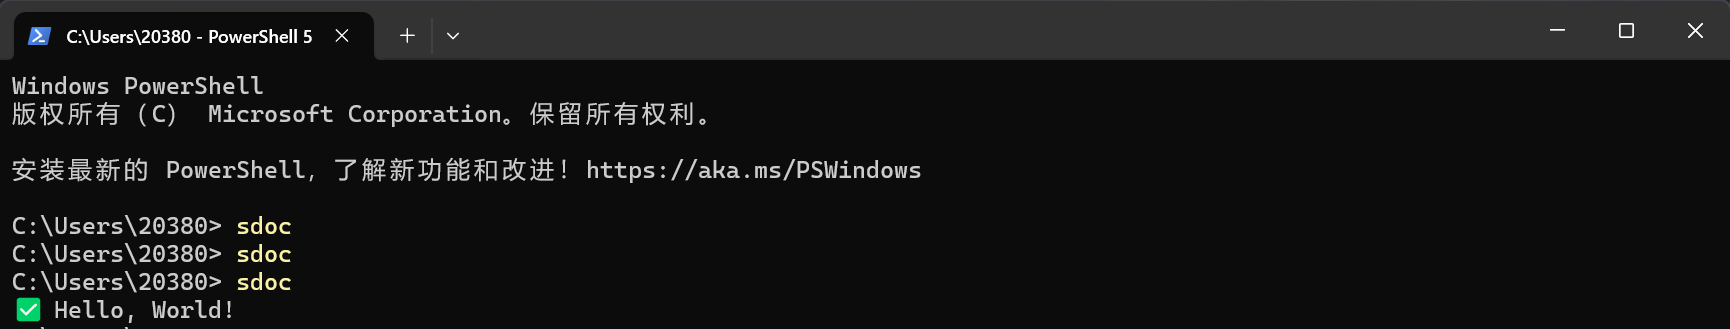 C:\Users\20380 - PowerShell 5
Windows PowerShell
版权所有 (C) Microsoft Corporation。保留所有权利。
安装最新的 PowerShell，了解新功能和改进！https://aka.ms/PSWindows
C:\Users\20380> sdoc
C:\Users\20380> sdoc
C:\Users\20380> sdoc
✅ Hello, World!